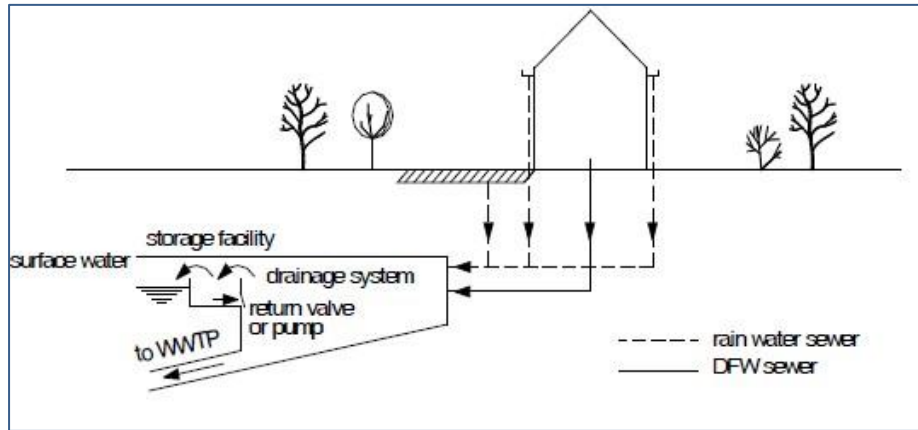 storage facility
surface water
drainage system
return valve
or pump
to WWTP
rain water sewer
DFW sewer